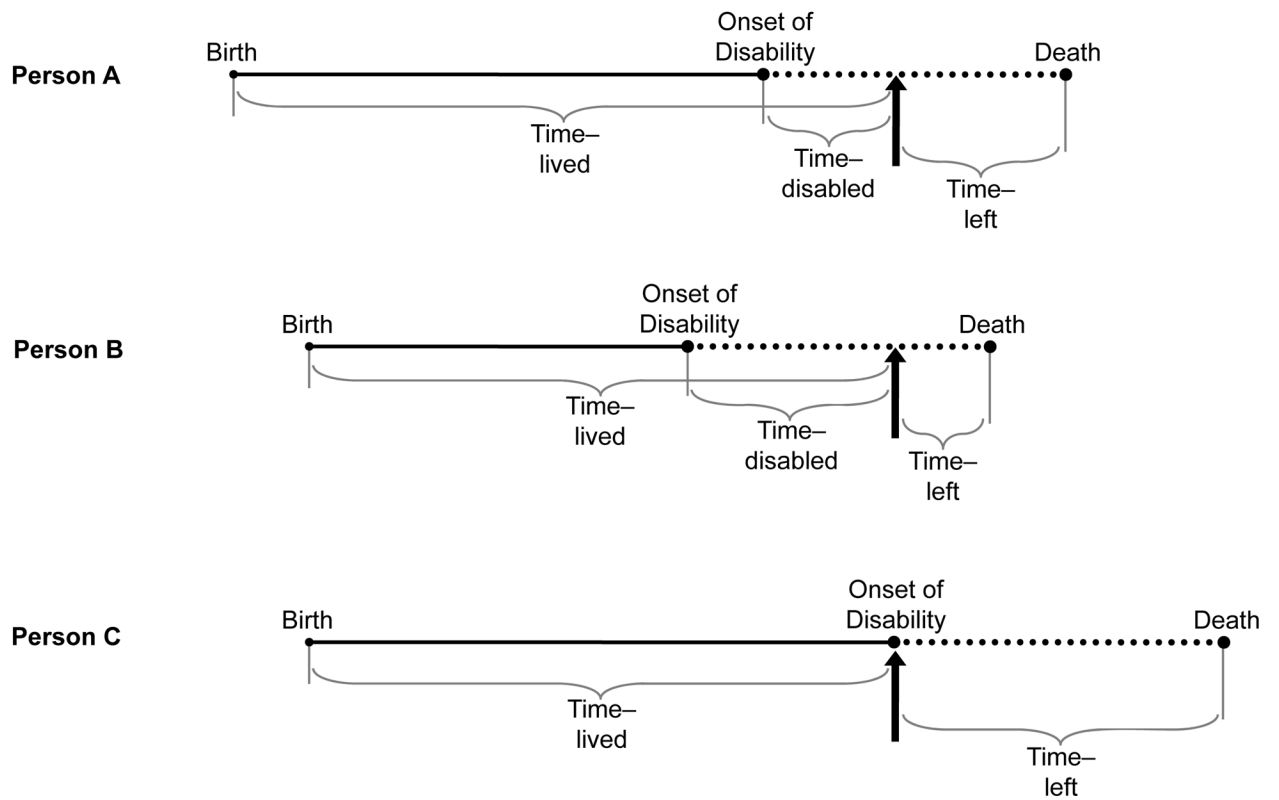 Onset of
Birth
Disability
Death
Person A
Time–
lived
Time–
disabled
Time–
left
Onset of
Birth
Disability
Death
Person B
Time–
lived
Time–
disabled
Time–
left
Onset of
Birth
Disability
Death
Person C
Time–
lived
Time–
left